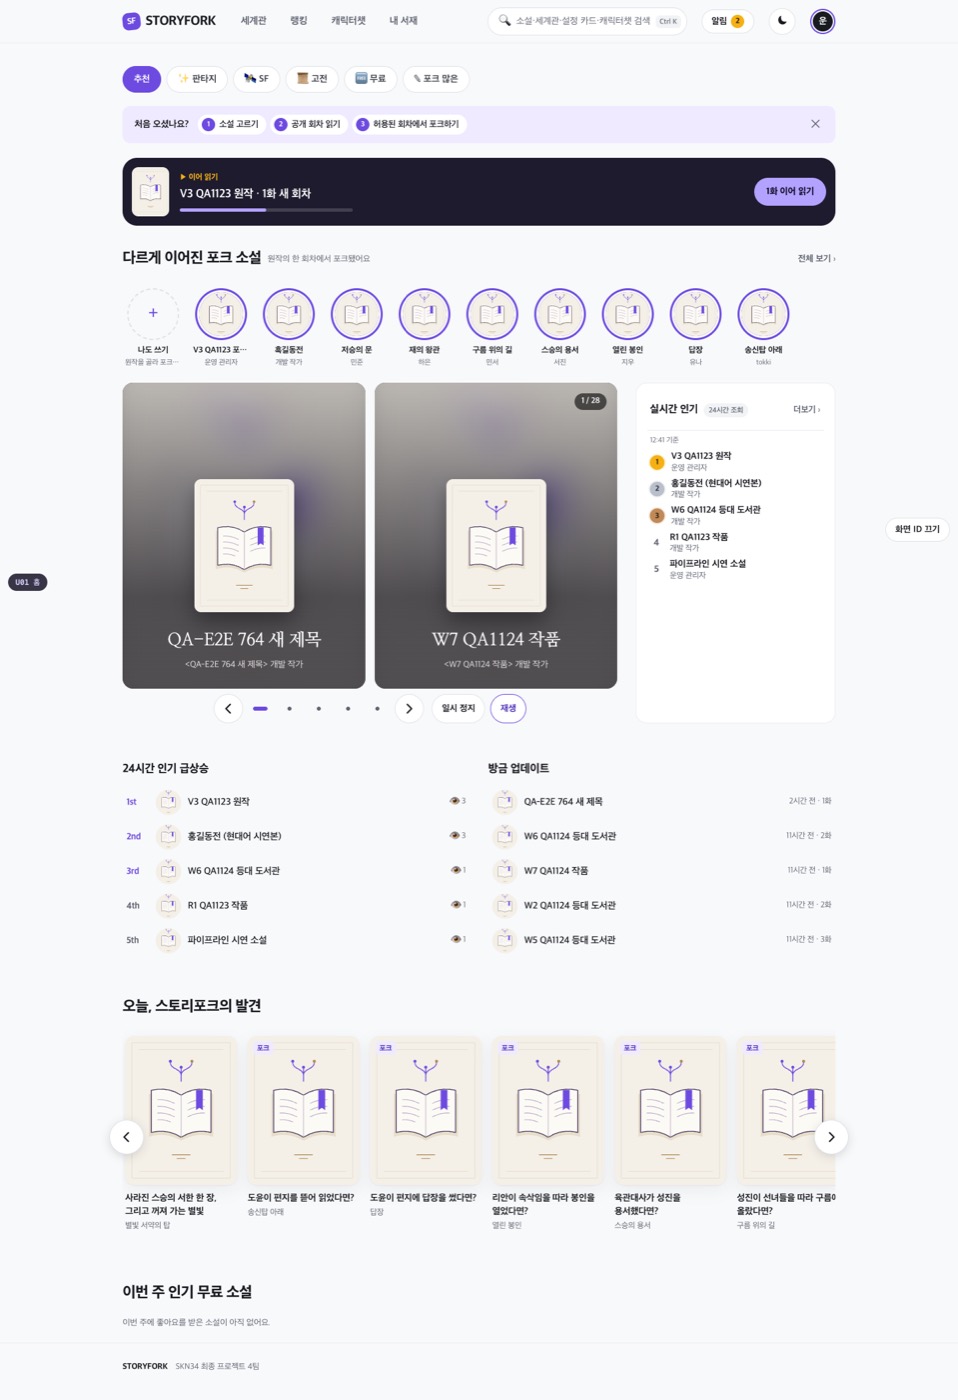 SF STORYFORK 세계관 랭킹 캐릭터챗 내 서재 소설·세계관·설정 카드·캐릭터챗 검색 Ctrl K 알림 2 운
추천 판타지 SF 고전 무료 포크 많은
처음 오셨나요? 1 소설 고르기 2 공개 회차 읽기 3 허용된 회차에서 포크하기
▶ 이어 읽기
V3 QA1123 원작 · 1화 새 회차
1화 이어 읽기
다르게 이어진 포크 소설 원작의 한 회차에서 포크됐어요 전체 보기 ›
나도 쓰기 V3 QA1123 포… 흑길동전 저승의 문 재의 왕관 구름 위의 길 스승의 용서 열린 봉인 답장 송신탑 아래
원작을 골라 포크… 운영 관리자 개발 작가 민준 하은 민서 서진 지우 유나 tokki
1 / 28
QA-E2E 764 새 제목
<QA-E2E 764 새 제목> 개발 작가
W7 QA1124 작품
<W7 QA1124 작품> 개발 작가
일시 정지 재생
실시간 인기 24시간 조회 더보기 ›
12:41 기준
1 V3 QA1123 원작
운영 관리자
2 홍길동전 (현대어 시연본)
개발 작가
3 W6 QA1124 등대 도서관
개발 작가
4 R1 QA1123 작품
개발 작가
5 파이프라인 시연 소설
운영 관리자
화면 ID 끄기
U01 홈
24시간 인기 급상승
1st V3 QA1123 원작 3
2nd 홍길동전 (현대어 시연본) 3
3rd W6 QA1124 등대 도서관 1
4th R1 QA1123 작품 1
5th 파이프라인 시연 소설 1
방금 업데이트
QA-E2E 764 새 제목 2시간 전 · 1화
W6 QA1124 등대 도서관 11시간 전 · 2화
W7 QA1124 작품 11시간 전 · 1화
W2 QA1124 등대 도서관 11시간 전 · 2화
W5 QA1124 등대 도서관 11시간 전 · 3화
오늘, 스토리포크의 발견
포크 포크 포크 포크 포크
사라진 스승의 서한 한 장,
그리고 꺼져 가는 별빛
별빛 서약의 탑
도윤이 편지를 뜯어 읽었다면?
송신탑 아래
도윤이 편지에 답장을 썼다면?
답장
리안이 속삭임을 따라 봉인을
열었다면?
열린 봉인
육관대사가 성진을
용서했다면?
스승의 용서
성진이 선녀들을 따라 구름에
올랐다면?
구름 위의 길
이번 주 인기 무료 소설
이번 주에 좋아요를 받은 소설이 아직 없어요.
STORYFORK SKN34 최종 프로젝트 4팀